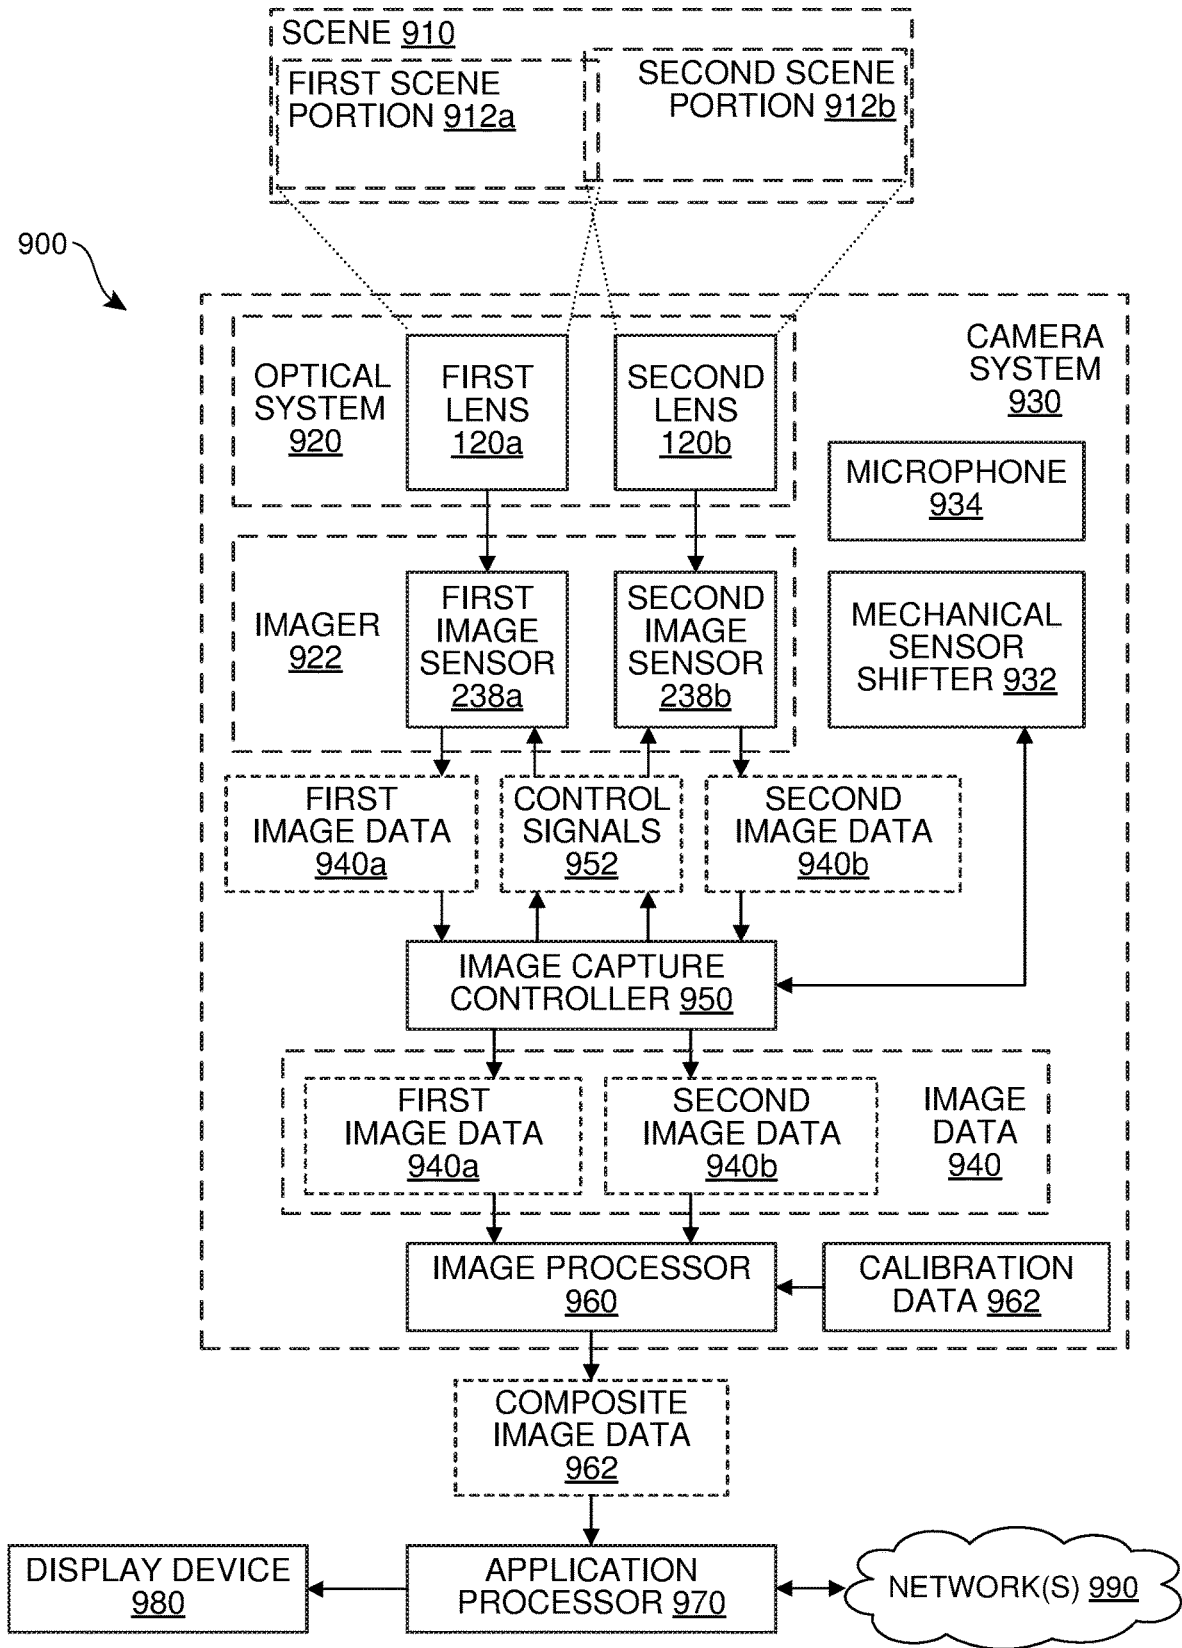 SCENE 910
FIRST SCENE
PORTION 912a
SECOND SCENE
PORTION 912b
900
CAMERA
SYSTEM
930
OPTICAL
SYSTEM
920
FIRST
LENS
120a
SECOND
LENS
120b
MICROPHONE
934
IMAGER
922
FIRST
IMAGE
SENSOR
238a
SECOND
IMAGE
SENSOR
238b
MECHANICAL
SENSOR
SHIFTER 932
FIRST
IMAGE DATA
940a
CONTROL
SIGNALS
952
SECOND
IMAGE DATA
940b
IMAGE CAPTURE
CONTROLLER 950
FIRST
IMAGE DATA
940a
SECOND
IMAGE DATA
940b
IMAGE
DATA
940
IMAGE PROCESSOR
960
CALIBRATION
DATA 962
COMPOSITE
IMAGE DATA
962
DISPLAY DEVICE
980
APPLICATION
PROCESSOR 970
NETWORK(S) 990